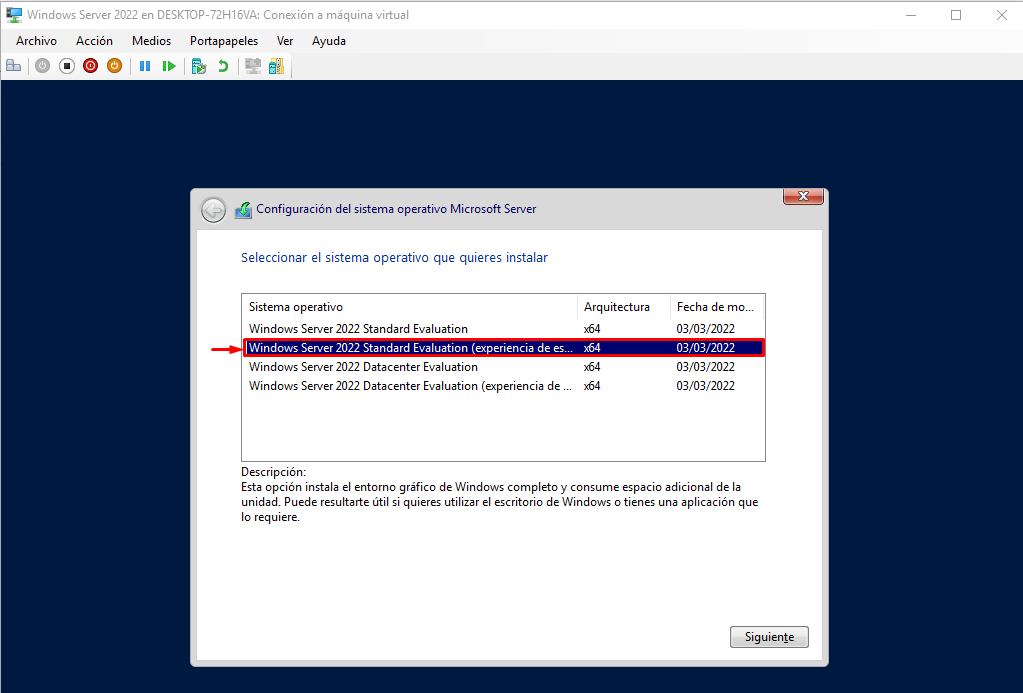 Windows Server 2022 en DESKTOP-72H16VA: Conexión a máquina virtual
Archivo Acción Medios Portapapeles Ver Ayuda
Configuración del sistema operativo Microsoft Server
Seleccionar el sistema operativo que quieres instalar
Sistema operativo Arquitectura Fecha de mo...
Windows Server 2022 Standard Evaluation x64 03/03/2022
Windows Server 2022 Standard Evaluation (experiencia de es... x64 03/03/2022
Windows Server 2022 Datacenter Evaluation x64 03/03/2022
Windows Server 2022 Datacenter Evaluation (experiencia de ... x64 03/03/2022
Descripción:
Esta opción instala el entorno gráfico de Windows completo y consume espacio adicional de la
unidad. Puede resultarte útil si quieres utilizar el escritorio de Windows o tienes una aplicación que
lo requiere.
Siguiente